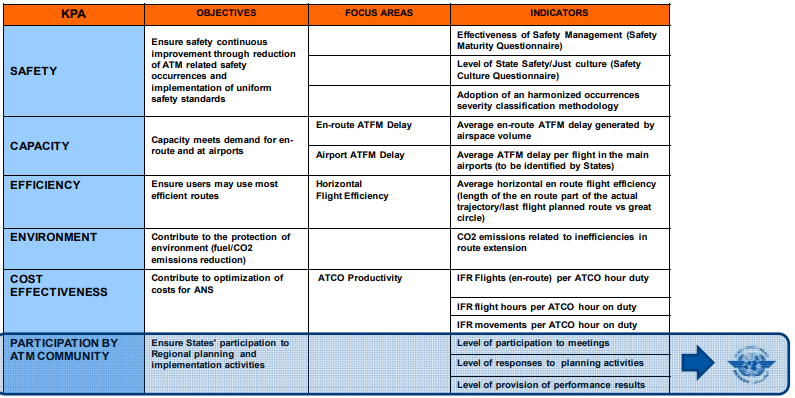 KPA OBJECTIVES FOCUS AREAS INDICATORS
SAFETY
Ensure safety continuous
improvement through reduction
of ATM related safety
occurrences and
implementation of uniform
safety standards
Effectiveness of Safety Management (Safety
Maturity Questionnaire)
Level of State Safety/Just culture (Safety
Culture Questionnaire)
Adoption of an harmonized occurrences
severity classification methodology
CAPACITY
Capacity meets demand for en-
route and at airports
En-route ATFM Delay
Average en-route ATFM delay generated by
airspace volume
Airport ATFM Delay
Average ATFM delay per flight in the main
airports (to be identified by States)
EFFICIENCY
Ensure users may use most
efficient routes
Horizontal
Flight Efficiency
Average horizontal en route flight efficiency
(length of the en route part of the actual
trajectory/last flight planned route vs great
circle)
ENVIRONMENT
Contribute to the protection of
environment (fuel/CO2
emissions reduction)
CO2 emissions related to inefficiencies in
route extension
COST
EFFECTIVENESS
Contribute to optimization of
costs for ANS
ATCO Productivity
IFR Flights (en-route) per ATCO hour duty
IFR flight hours per ATCO hour on duty
IFR movements per ATCO hour on duty
PARTICIPATION BY
ATM COMMUNITY
Ensure States' participation to
Regional planning and
implementation activities
Level of participation to meetings
Level of responses to planning activities
Level of provision of performance results